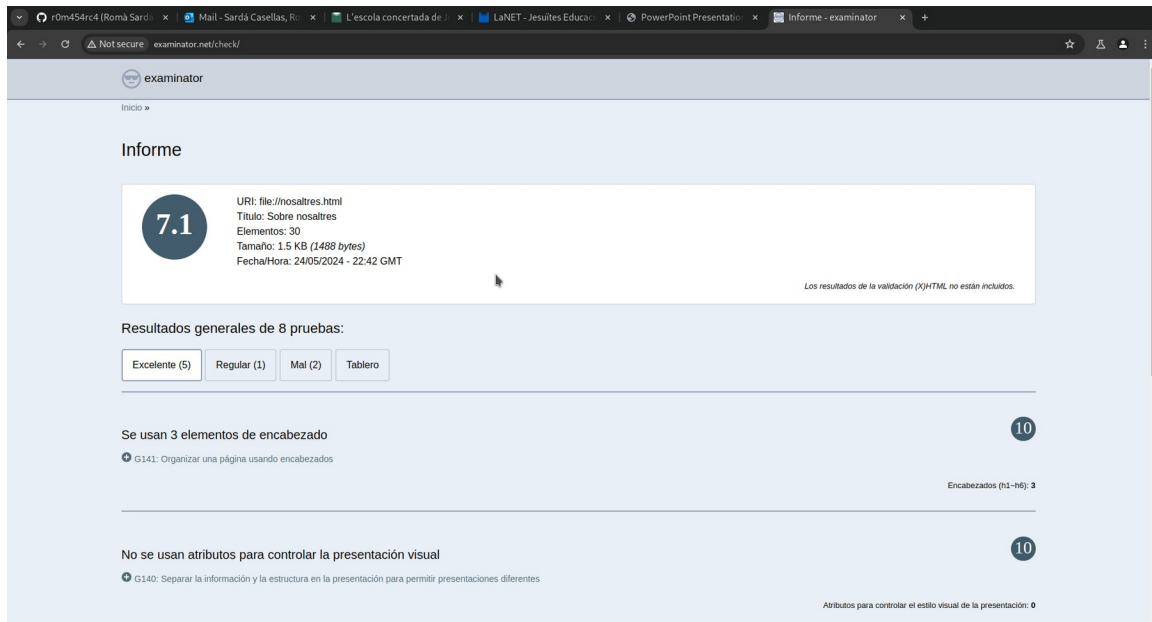 r0m454rc4 (Romà Sardà
Mail - Sardá Casellas, Ro
L'escola concertada de J
LaNET - Jesuïtes Educac
PowerPoint Presentation
Informe - examinator
Not secure examinator.net/check/
examinator
Inicio »
Informe
7.1
URI: file://nosaltres.html
Título: Sobre nosaltres
Elementos: 30
Tamaño: 1.5 KB (1488 bytes)
Fecha/Hora: 24/05/2024 - 22:42 GMT
Los resultados de la validación (X)HTML no están incluidos.
Resultados generales de 8 pruebas:
Excelente (5) Regular (1) Mal (2) Tablero
Se usan 3 elementos de encabezado
10
G141: Organizar una página usando encabezados
Encabezados (h1~h6): 3
No se usan atributos para controlar la presentación visual
10
G140: Separar la información y la estructura en la presentación para permitir presentaciones diferentes
Atributos para controlar el estilo visual de la presentación: 0